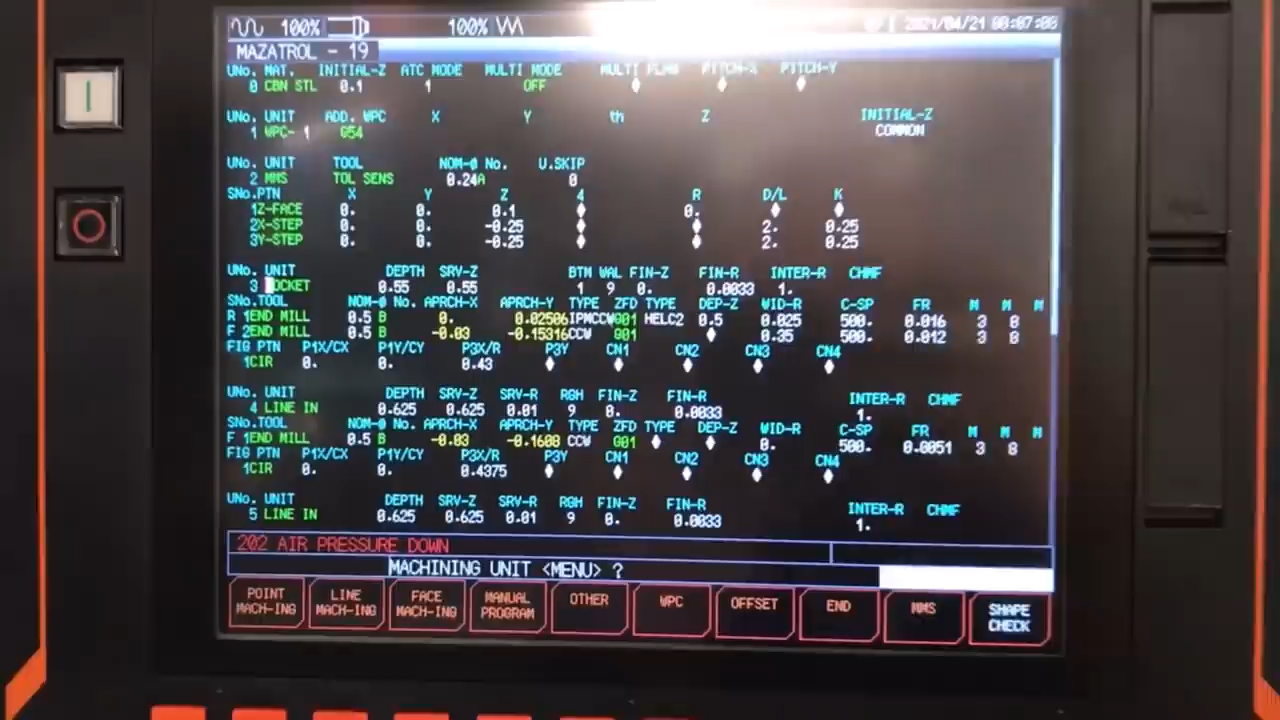 100% 100% 2021/04/21 00:07:00
MAZATROL - 19
UNo. MAT. INITIAL-Z ATC MODE MULTI MODE MULTI FLAG PITCH-X PITCH-Y
0 CBN STL 0.1 1 OFF ♦ ♦ ♦
UNo. UNIT ADD. WPC X Y th Z INITIAL-Z
1 WPC- 1 G54 COMMON
UNo. UNIT TOOL NOM-Ø No. U.SKIP
2 MMS TOL SENS 0.24A 0
SNo.PTN X Y Z 4 R D/L K
1Z-FACE 0. 0. 0.1 ♦ 0. ♦ ♦
2X-STEP 0. 0. -0.25 ♦ ♦ 2. 0.25
3Y-STEP 0. 0. -0.25 ♦ ♦ 2. 0.25
UNo. UNIT DEPTH SRV-Z BTM WAL FIN-Z FIN-R INTER-R CHMF
3 POCKET 0.55 0.55 1 9 0. 0.0033 1.
SNo.TOOL NOM-Ø No. APRCH-X APRCH-Y TYPE ZFD TYPE DEP-Z WID-R C-SP FR M M M
R 1END MILL 0.5 B 0. 0.02506IPMCCWG01 HELC2 0.5 0.025 500. 0.016 3 8
F 2END MILL 0.5 B -0.03 -0.15316CCW G01 ♦ 0.35 500. 0.012 3 8
FIG PTN P1X/CX P1Y/CY P3X/R P3Y CN1 CN2 CN3 CN4
1CIR 0. 0. 0.43 ♦ ♦ ♦ ♦ ♦
UNo. UNIT DEPTH SRV-Z SRV-R RGH FIN-Z FIN-R INTER-R CHMF
4 LINE IN 0.625 0.625 0.01 9 0. 0.0033 1.
SNo.TOOL NOM-Ø No. APRCH-X APRCH-Y TYPE ZFD TYPE DEP-Z WID-R C-SP FR M M M
F 1END MILL 0.5 B -0.03 -0.1608 CCW G01 ♦ ♦ 0. 500. 0.0051 3 8
FIG PTN P1X/CX P1Y/CY P3X/R P3Y CN1 CN2 CN3 CN4
1CIR 0. 0. 0.4375 ♦ ♦ ♦ ♦ ♦
UNo. UNIT DEPTH SRV-Z SRV-R RGH FIN-Z FIN-R INTER-R CHMF
5 LINE IN 0.625 0.625 0.01 9 0. 0.0033 1.
202 AIR PRESSURE DOWN
MACHINING UNIT <MENU> ?
POINT MACH-ING LINE MACH-ING FACE MACH-ING MANUAL PROGRAM OTHER WPC OFFSET END MMS SHAPE CHECK